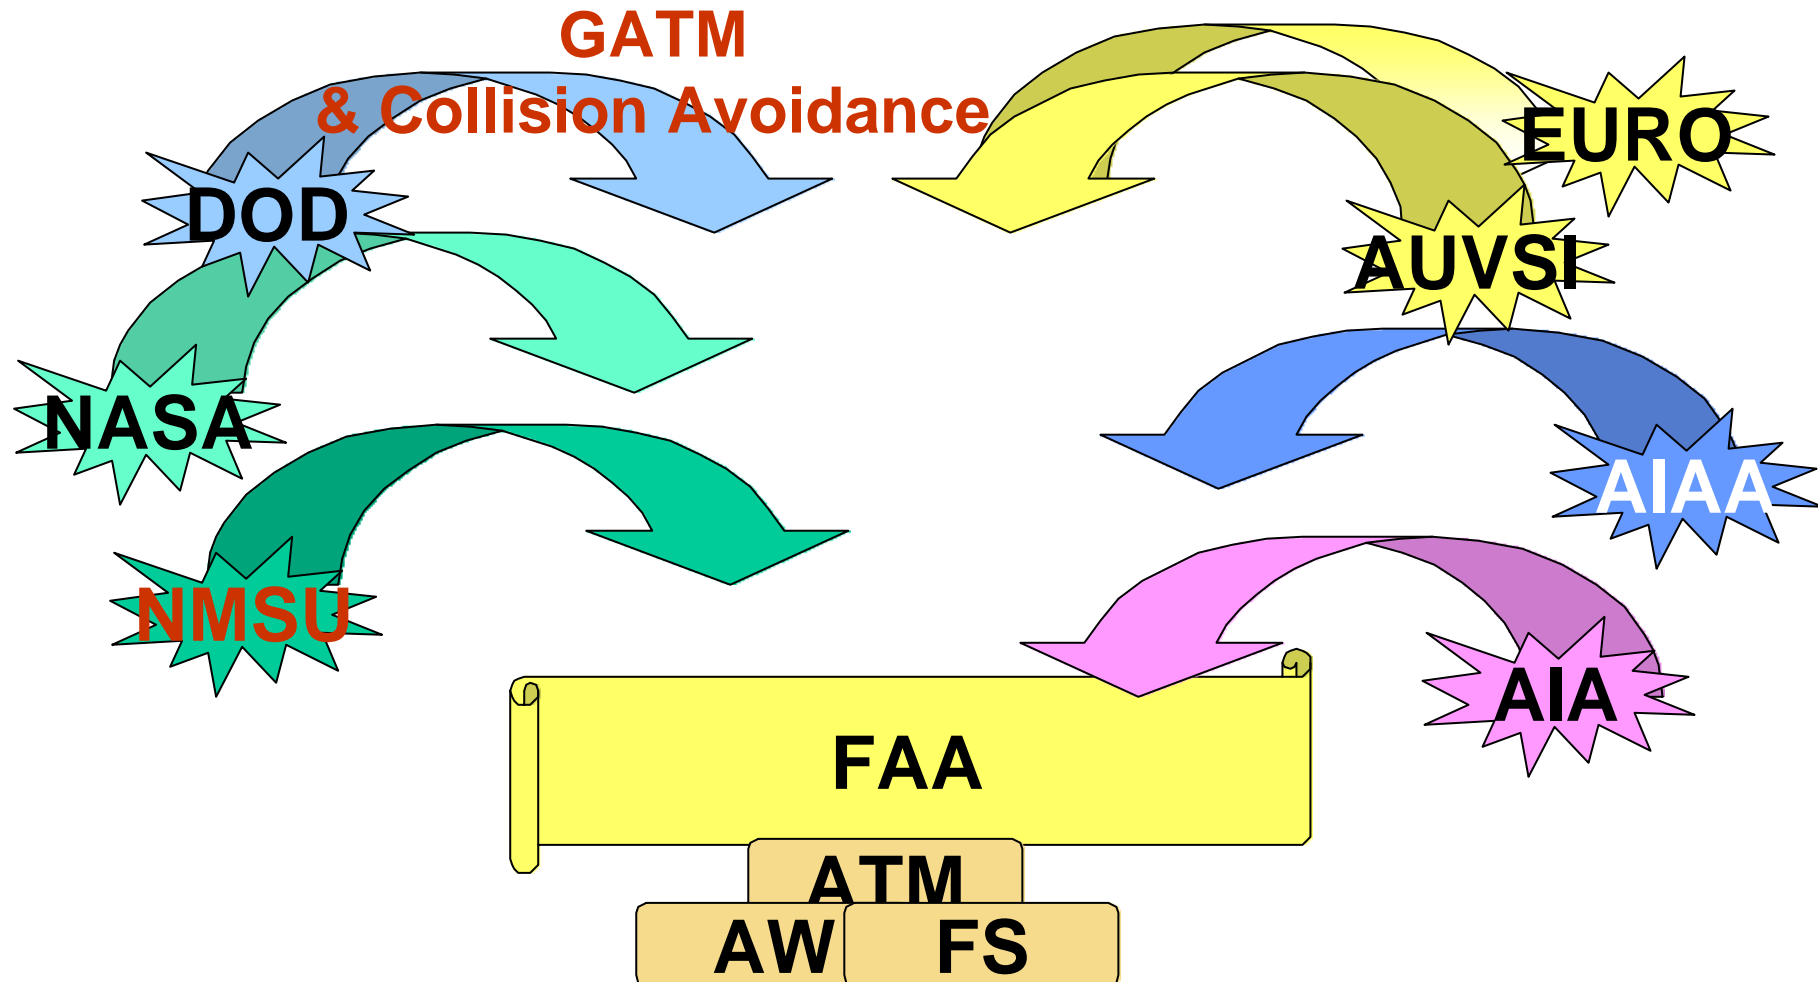 GATM
& Collision Avoidance
EURO
DOD
AUVSI
NASA
AIAA
NMSU
AIA
FAA
ATM
AW
FS